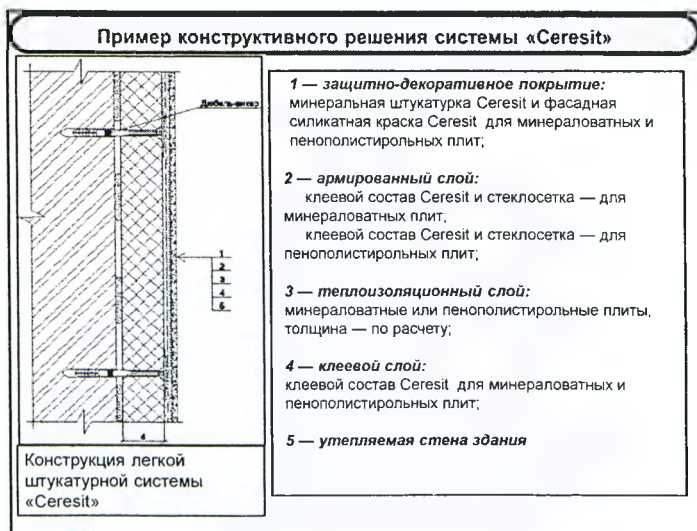 Пример конструктивного решения системы «Ceresit»
Дюбель-анкер
1
2
3
4
5
4
Конструкция легкой
штукатурной системы
«Ceresit»
1 — защитно-декоративное покрытие:
минеральная штукатурка Ceresit и фасадная
силикатная краска Ceresit для минераловатных и
пенополистирольных плит;
2 — армированный слой:
клеевой состав Ceresit и стеклосетка — для
минераловатных плит;
клеевой состав Ceresit и стеклосетка — для
пенополистирольных плит;
3 — теплоизоляционный слой:
минераловатные или пенополистирольные плиты,
толщина — по расчету;
4 — клеевой слой:
клеевой состав Ceresit для минераловатных и
пенополистирольных плит;
5 — утепляемая стена здания